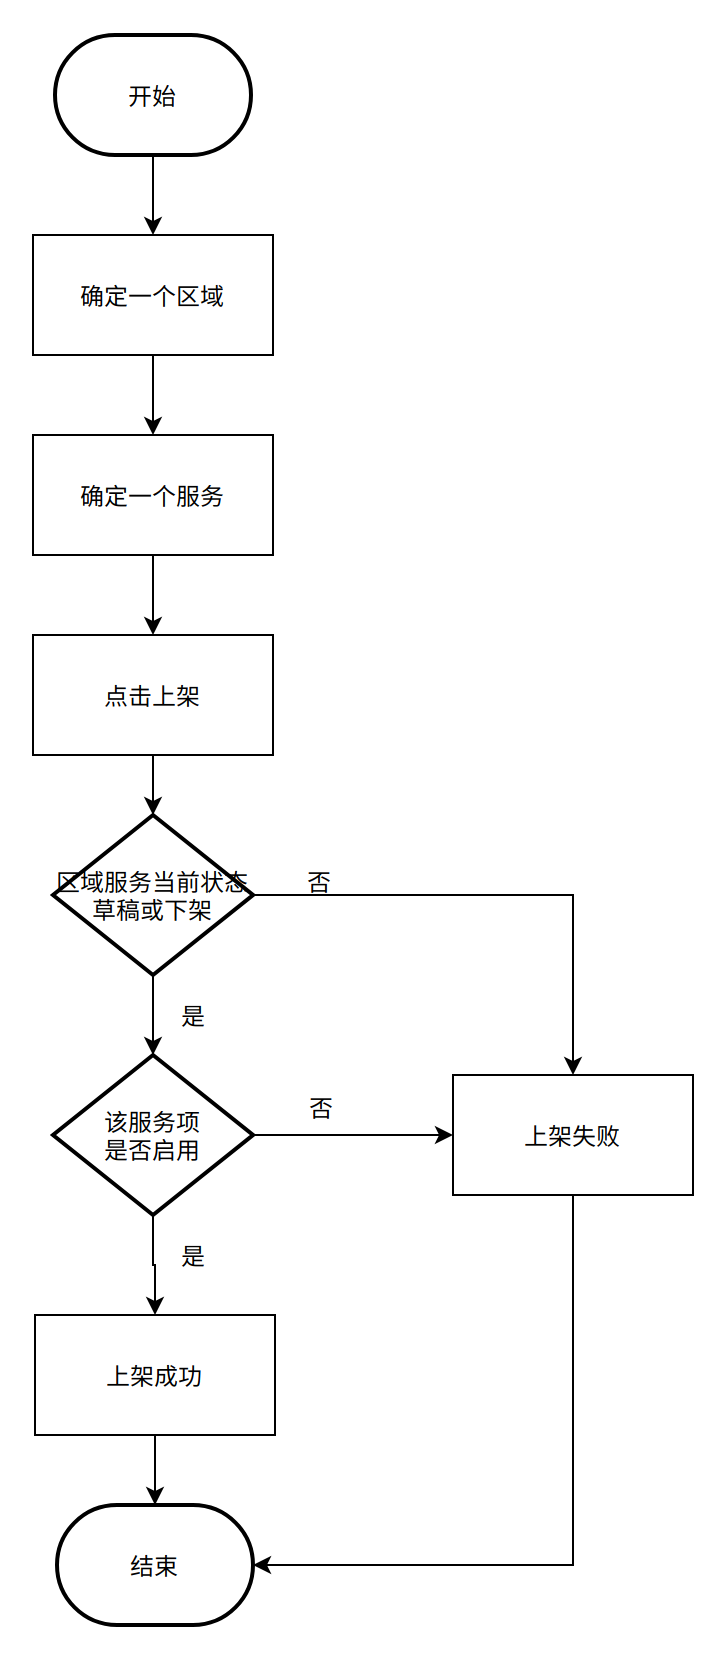 开始
确定一个区域
确定一个服务
点击上架
区域服务当前状态
草稿或下架
否
是
该服务项
是否启用
否
上架失败
是
上架成功
结束